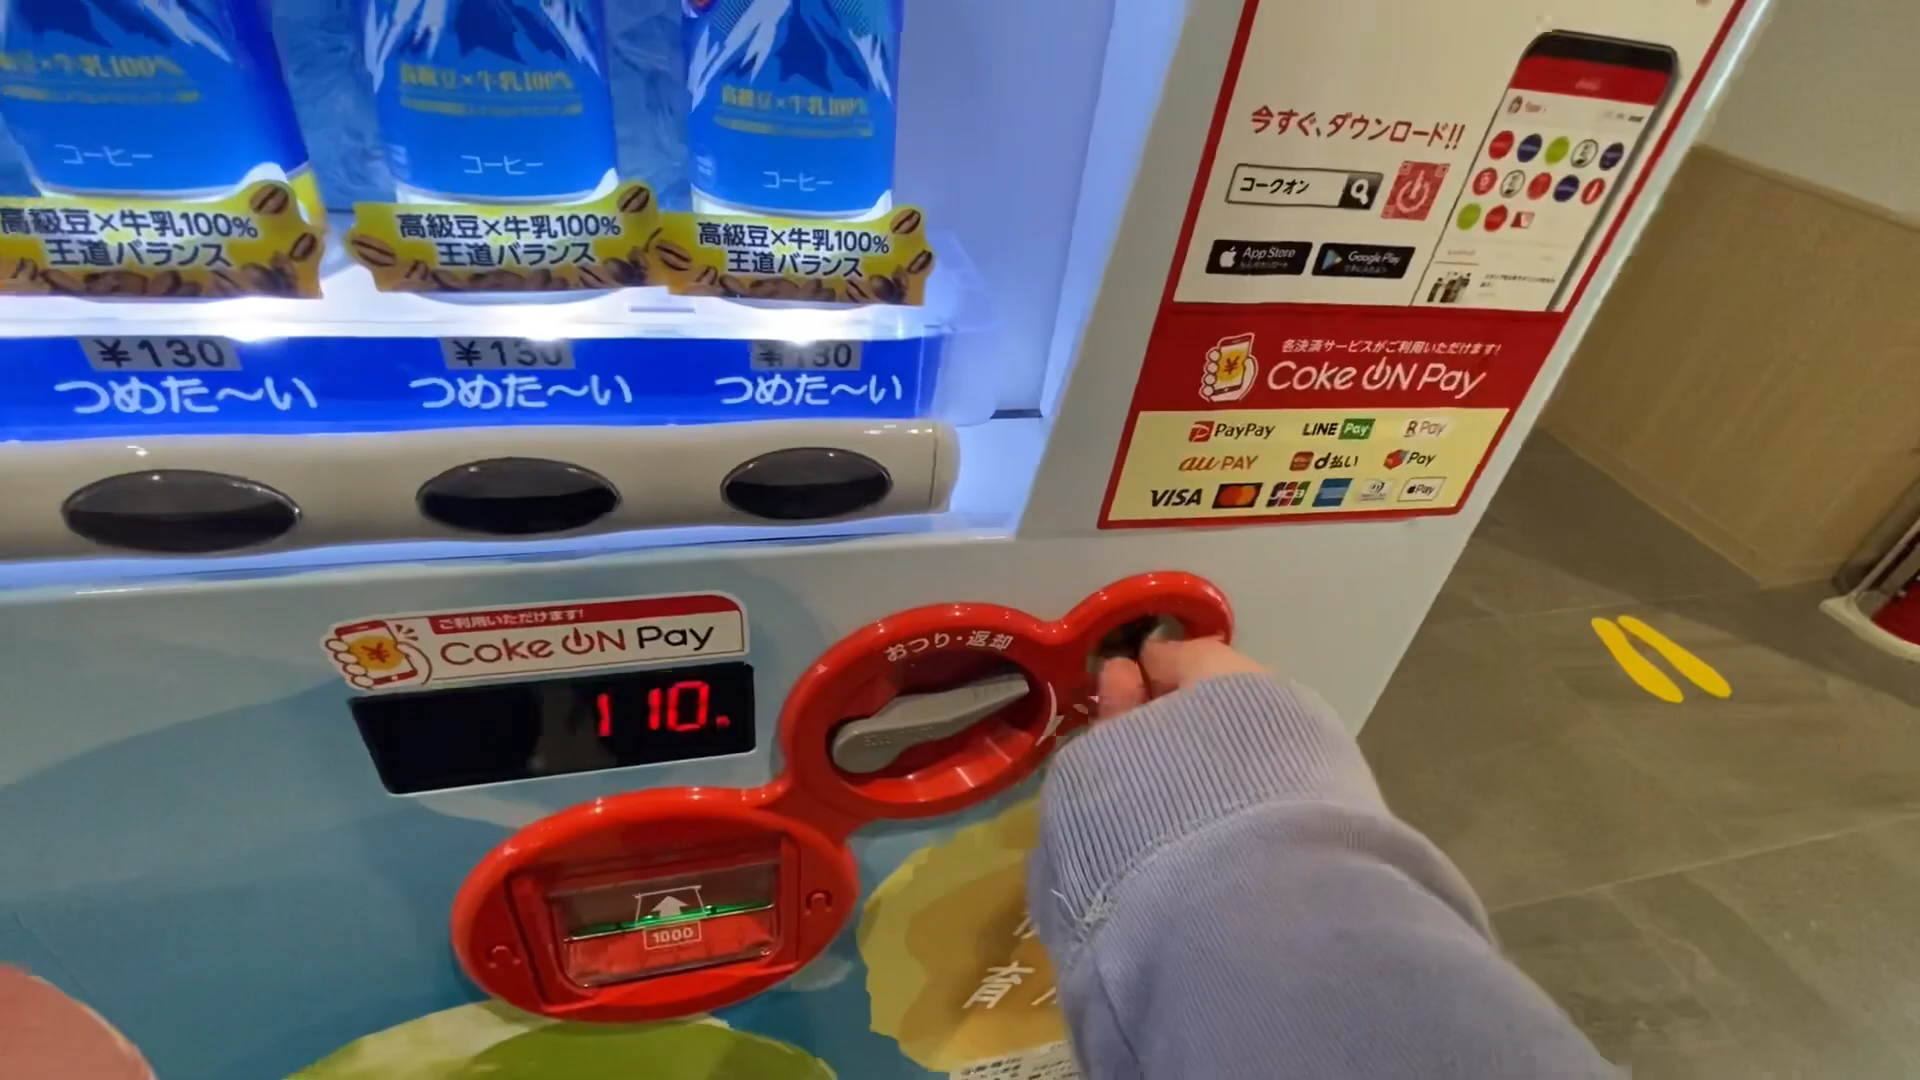 高級豆×牛乳100%
高級豆×牛乳100%
高級豆×牛乳100%
コーヒー
コーヒー
コーヒー
高級豆×牛乳100%
王道バランス
高級豆×牛乳100%
王道バランス
高級豆×牛乳100%
王道バランス
¥130
¥130
¥130
つめた〜い
つめた〜い
つめた〜い
今すぐ、ダウンロード!!
コークオン
App Store
Google Play
各決済サービスがご利用いただけます!
Coke ON Pay
PayPay LINE Pay R Pay
au PAY d払い Pay
VISA JCB Pay
ご利用いただけます!
Coke ON Pay
110
おつり・返却
1000
育